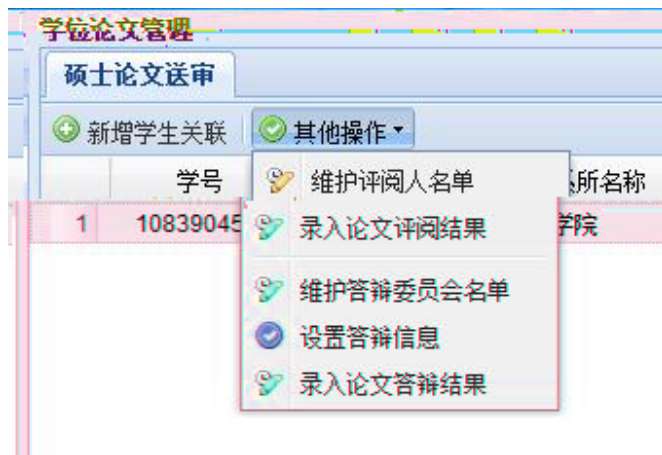 学位论文管理
硕士论文送审
新增学生关联 其他操作
学号 所名称
维护评阅人名单
1 10839045 学院
录入论文评阅结果
维护答辩委员会名单
设置答辩信息
录入论文答辩结果